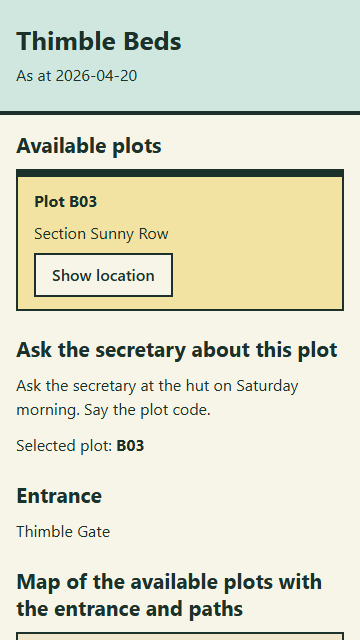 Thimble Beds
As at 2026-04-20
Available plots
Plot B03
Section Sunny Row
Show location
Ask the secretary about this plot
Ask the secretary at the hut on Saturday
morning. Say the plot code.
Selected plot: B03
Entrance
Thimble Gate
Map of the available plots with
the entrance and paths